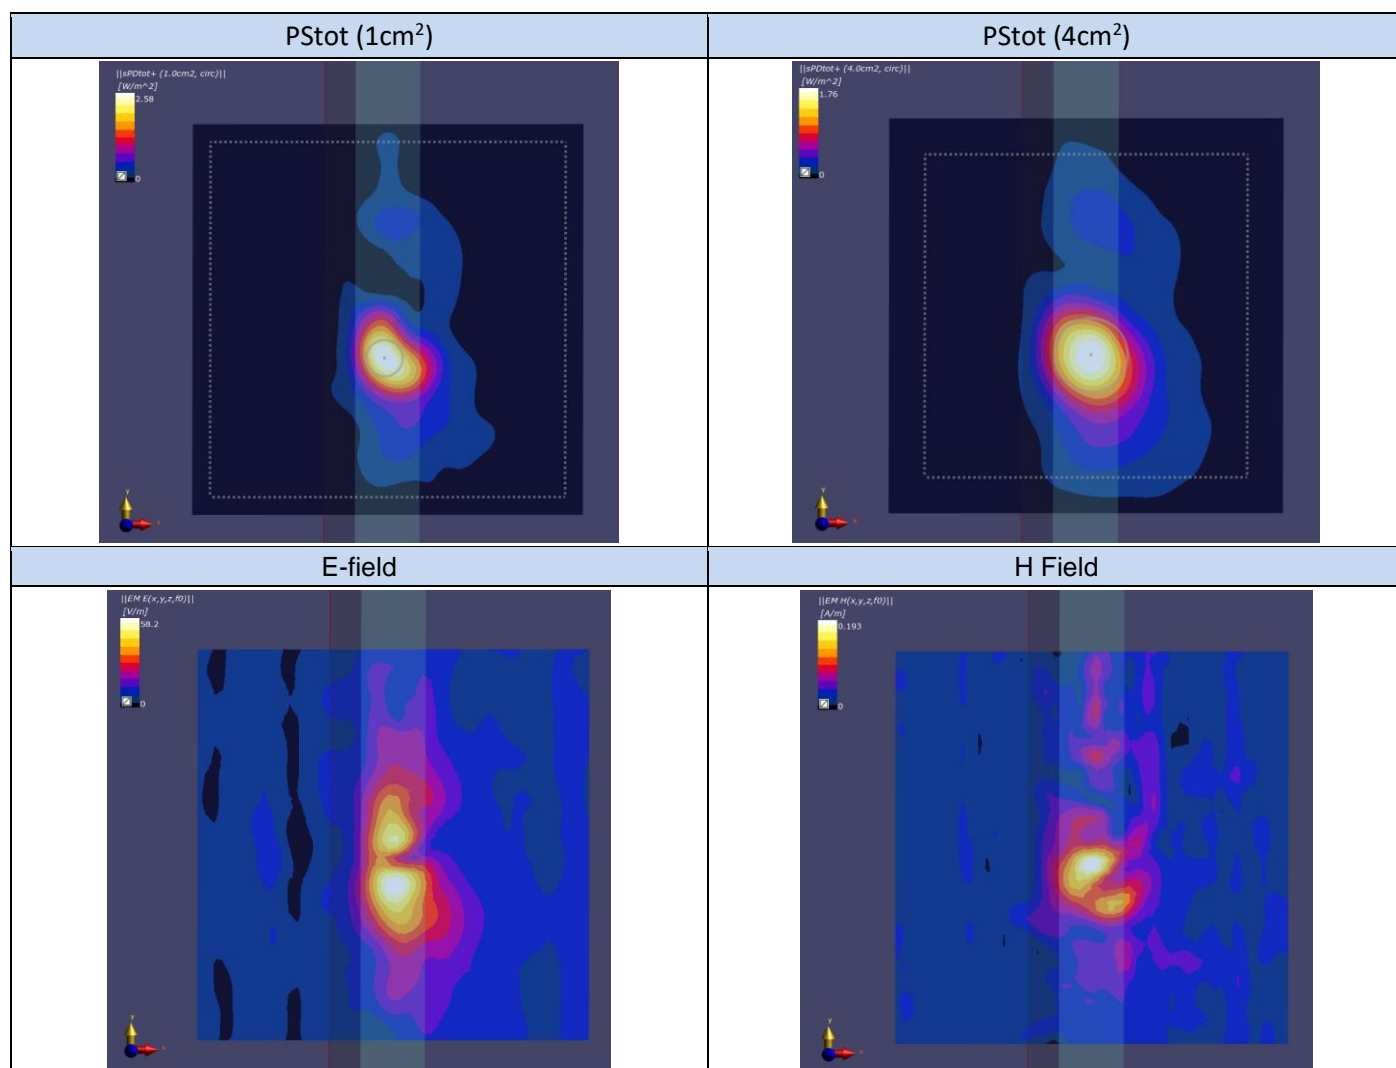 PStot (1cm²)
PStot (4cm²)
||sPDtot+ (1.0cm2, circ)||
[W/m^2]
2.58
0
y
x
||sPDtot+ (4.0cm2, circ)||
[W/m^2]
1.76
0
y
x
E-field
H Field
||EM E(x,y,z,f0)||
[V/m]
58.2
0
y
x
||EM H(x,y,z,f0)||
[A/m]
0.193
0
y
x